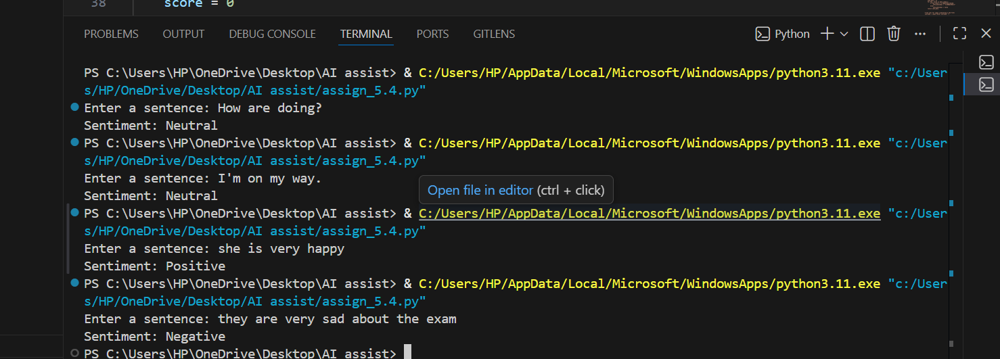 38 score = 0
PROBLEMS OUTPUT DEBUG CONSOLE TERMINAL PORTS GITLENS Python
PS C:\Users\HP\OneDrive\Desktop\AI assist> & C:/Users/HP/AppData/Local/Microsoft/WindowsApps/python3.11.exe "c:/User
s/HP/OneDrive/Desktop/AI assist/assign_5.4.py"
Enter a sentence: How are doing?
Sentiment: Neutral
PS C:\Users\HP\OneDrive\Desktop\AI assist> & C:/Users/HP/AppData/Local/Microsoft/WindowsApps/python3.11.exe "c:/User
s/HP/OneDrive/Desktop/AI assist/assign_5.4.py"
Enter a sentence: I'm on my way.
Open file in editor (ctrl + click)
Sentiment: Neutral
PS C:\Users\HP\OneDrive\Desktop\AI assist> & C:/Users/HP/AppData/Local/Microsoft/WindowsApps/python3.11.exe "c:/User
s/HP/OneDrive/Desktop/AI assist/assign_5.4.py"
Enter a sentence: she is very happy
Sentiment: Positive
PS C:\Users\HP\OneDrive\Desktop\AI assist> & C:/Users/HP/AppData/Local/Microsoft/WindowsApps/python3.11.exe "c:/User
s/HP/OneDrive/Desktop/AI assist/assign_5.4.py"
Enter a sentence: they are very sad about the exam
Sentiment: Negative
PS C:\Users\HP\OneDrive\Desktop\AI assist>